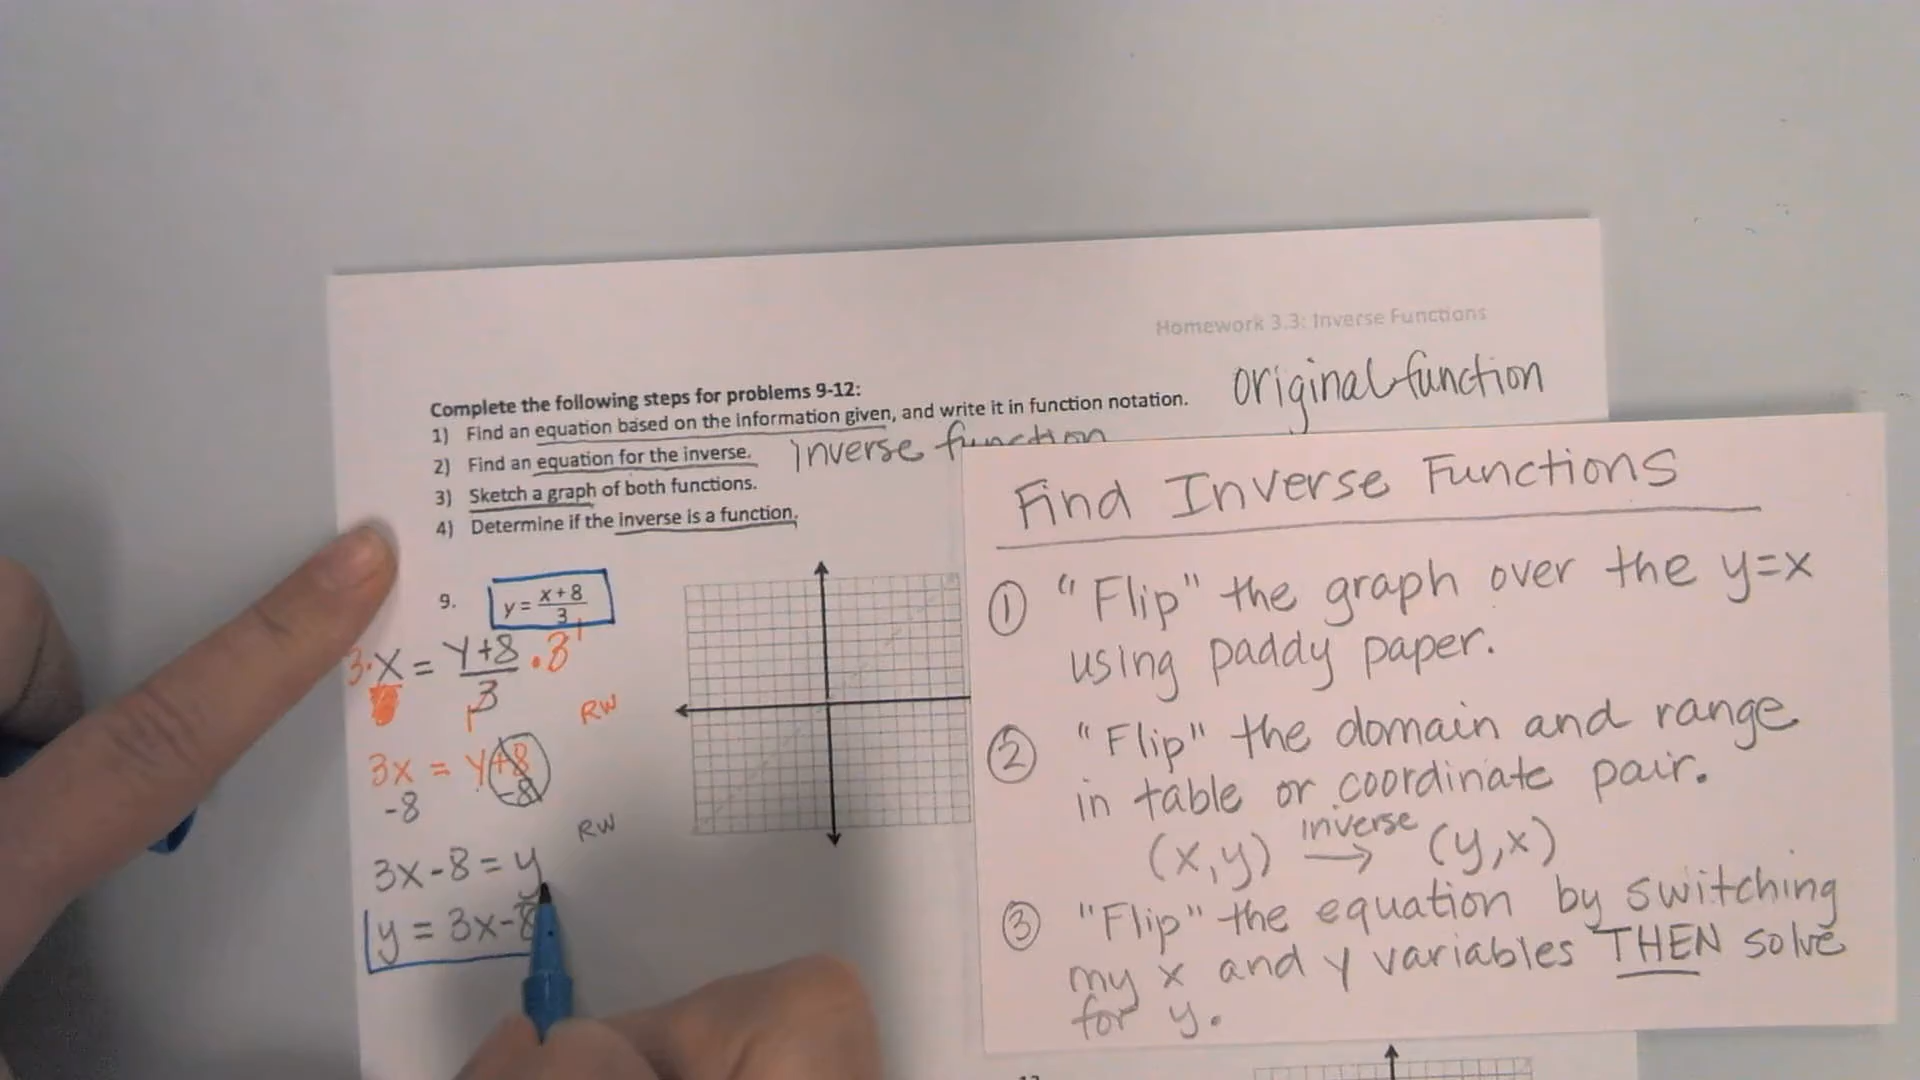 Homework 3.3: Inverse Functions
original function
Complete the following steps for problems 9-12:
1) Find an equation based on the information given, and write it in function notation.
2) Find an equation for the inverse. inverse function
3) Sketch a graph of both functions.
4) Determine if the inverse is a function.
9. y = x + 8 / 3
3·x = y+8 / 3 · 3
RW
3x = y+8
-8 -8
RW
3x-8 = y
y = 3x-8
Find Inverse Functions
① "Flip" the graph over the y=x
using paddy paper.
② "Flip" the domain and range
in table or coordinate pair.
(x,y) inverse → (y,x)
③ "Flip" the equation by switching
my x and y variables THEN solve
for y.